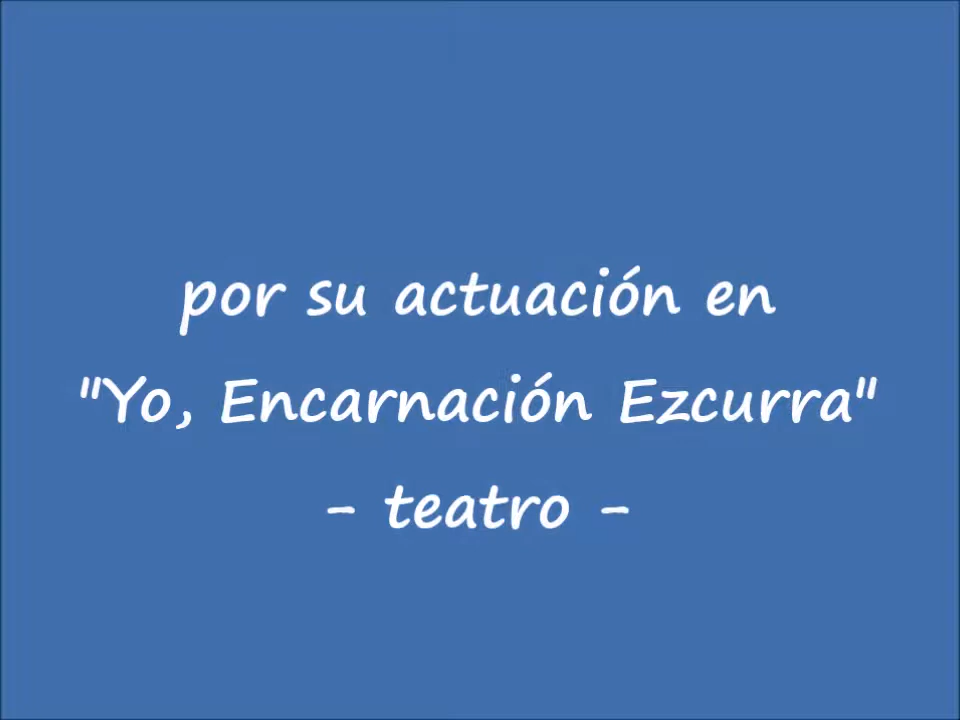 por su actuación en
"Yo, Encarnación Ezcurra"
- teatro -